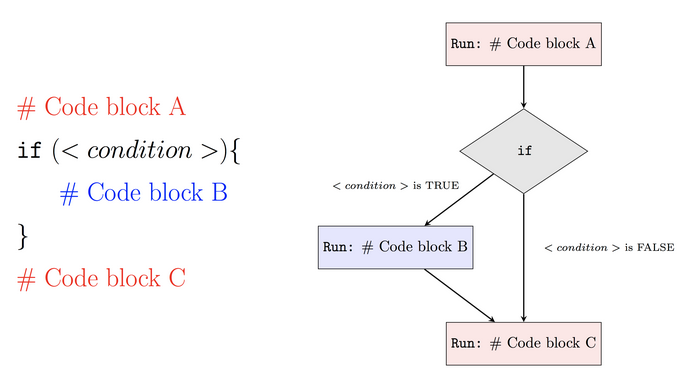 # Code block A
if (< condition >){
# Code block B
}
# Code block C
Run: # Code block A
if
< condition > is TRUE
Run: # Code block B
< condition > is FALSE
Run: # Code block C